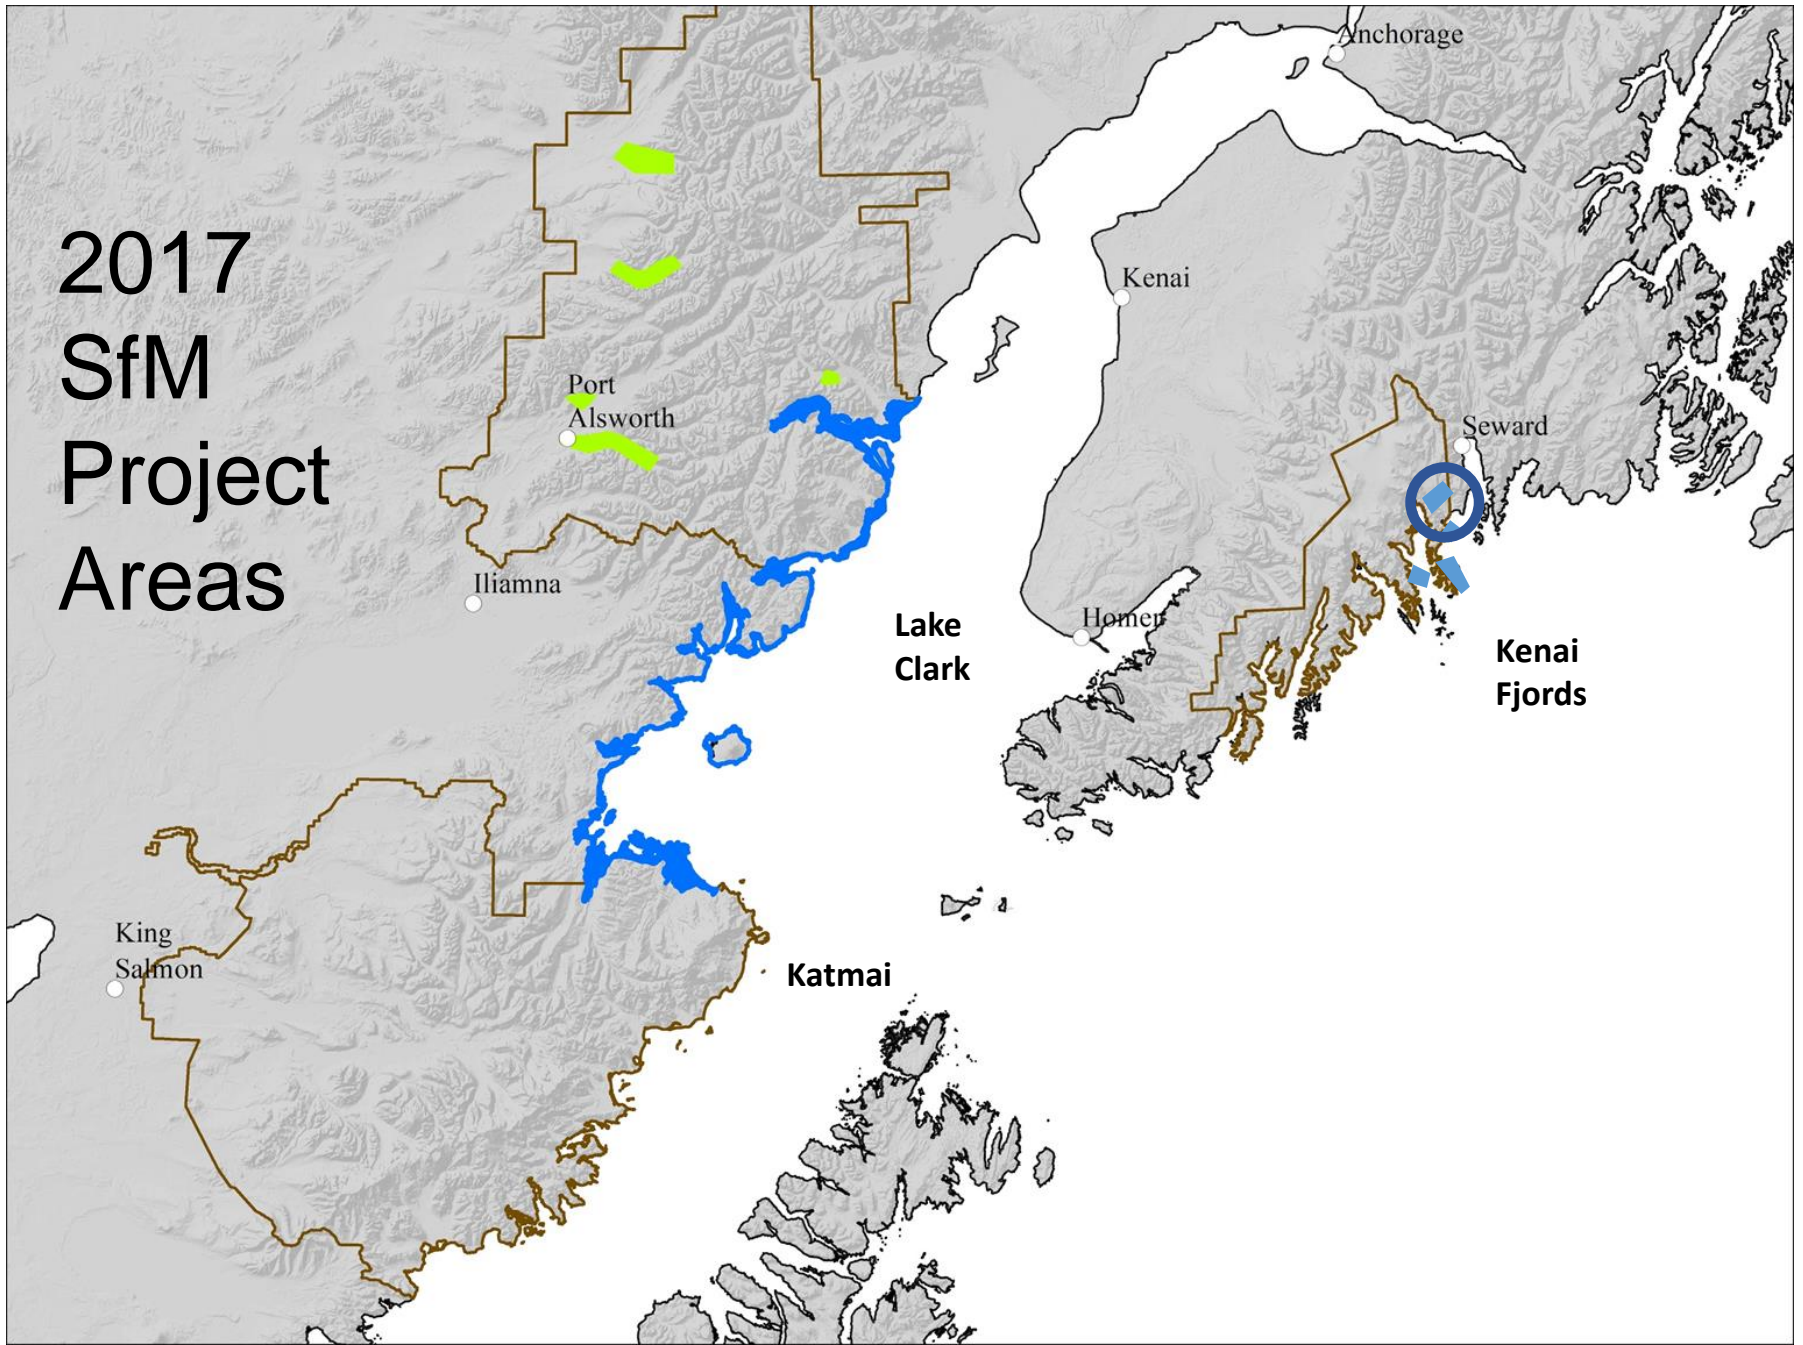 2017
SfM
Project
Areas
Anchorage
Kenai
Port
Alsworth
Seward
Iliamna
Homer
Lake
Clark
Kenai
Fjords
King
Salmon
Katmai